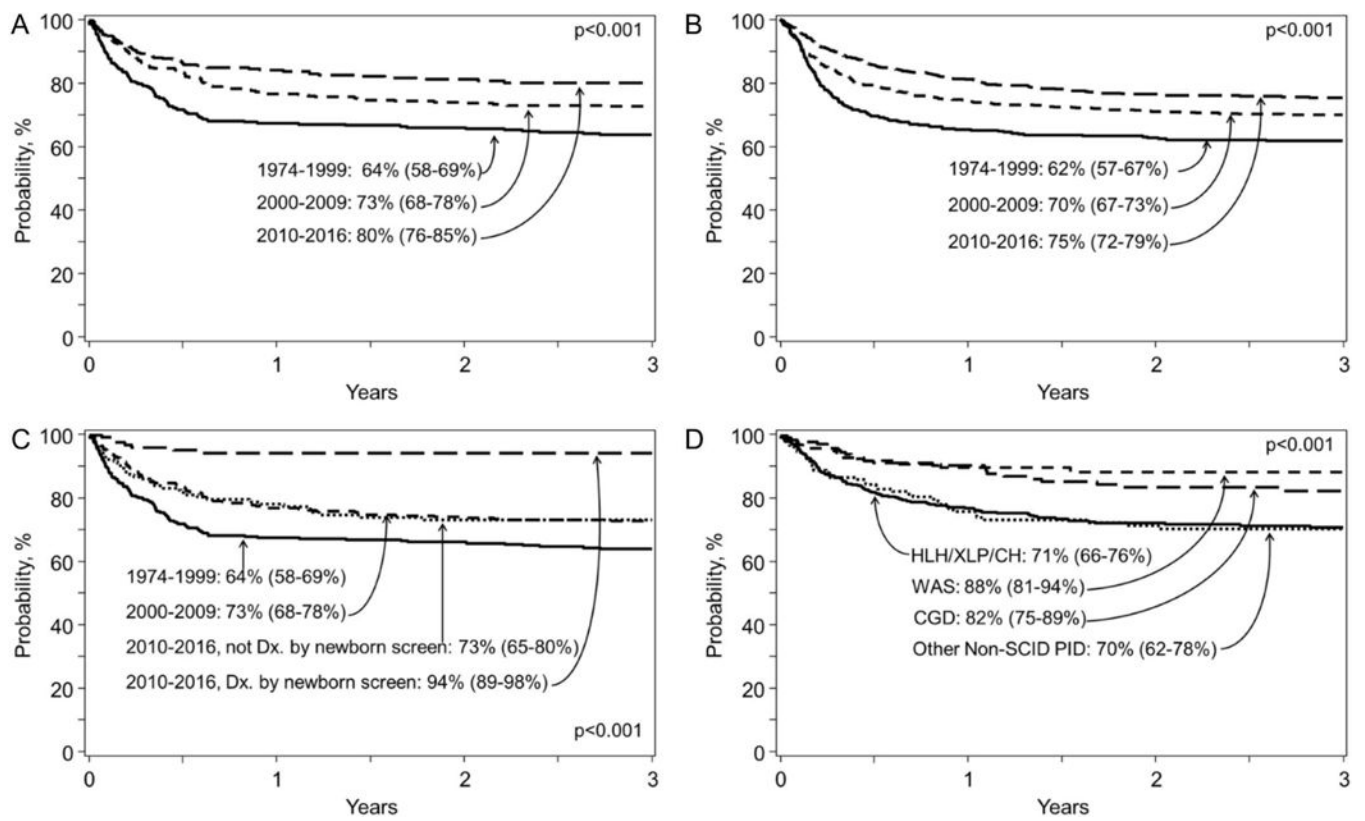 A
p<0.001
Probability, %
100
80
60
40
20
0
1974-1999: 64% (58-69%)
2000-2009: 73% (68-78%)
2010-2016: 80% (76-85%)
0 1 2 3
Years
B
p<0.001
Probability, %
100
80
60
40
20
0
1974-1999: 62% (57-67%)
2000-2009: 70% (67-73%)
2010-2016: 75% (72-79%)
0 1 2 3
Years
C
Probability, %
100
80
60
40
20
0
1974-1999: 64% (58-69%)
2000-2009: 73% (68-78%)
2010-2016, not Dx. by newborn screen: 73% (65-80%)
2010-2016, Dx. by newborn screen: 94% (89-98%)
p<0.001
0 1 2 3
Years
D
p<0.001
Probability, %
100
80
60
40
20
0
HLH/XLP/CH: 71% (66-76%)
WAS: 88% (81-94%)
CGD: 82% (75-89%)
Other Non-SCID PID: 70% (62-78%)
0 1 2 3
Years